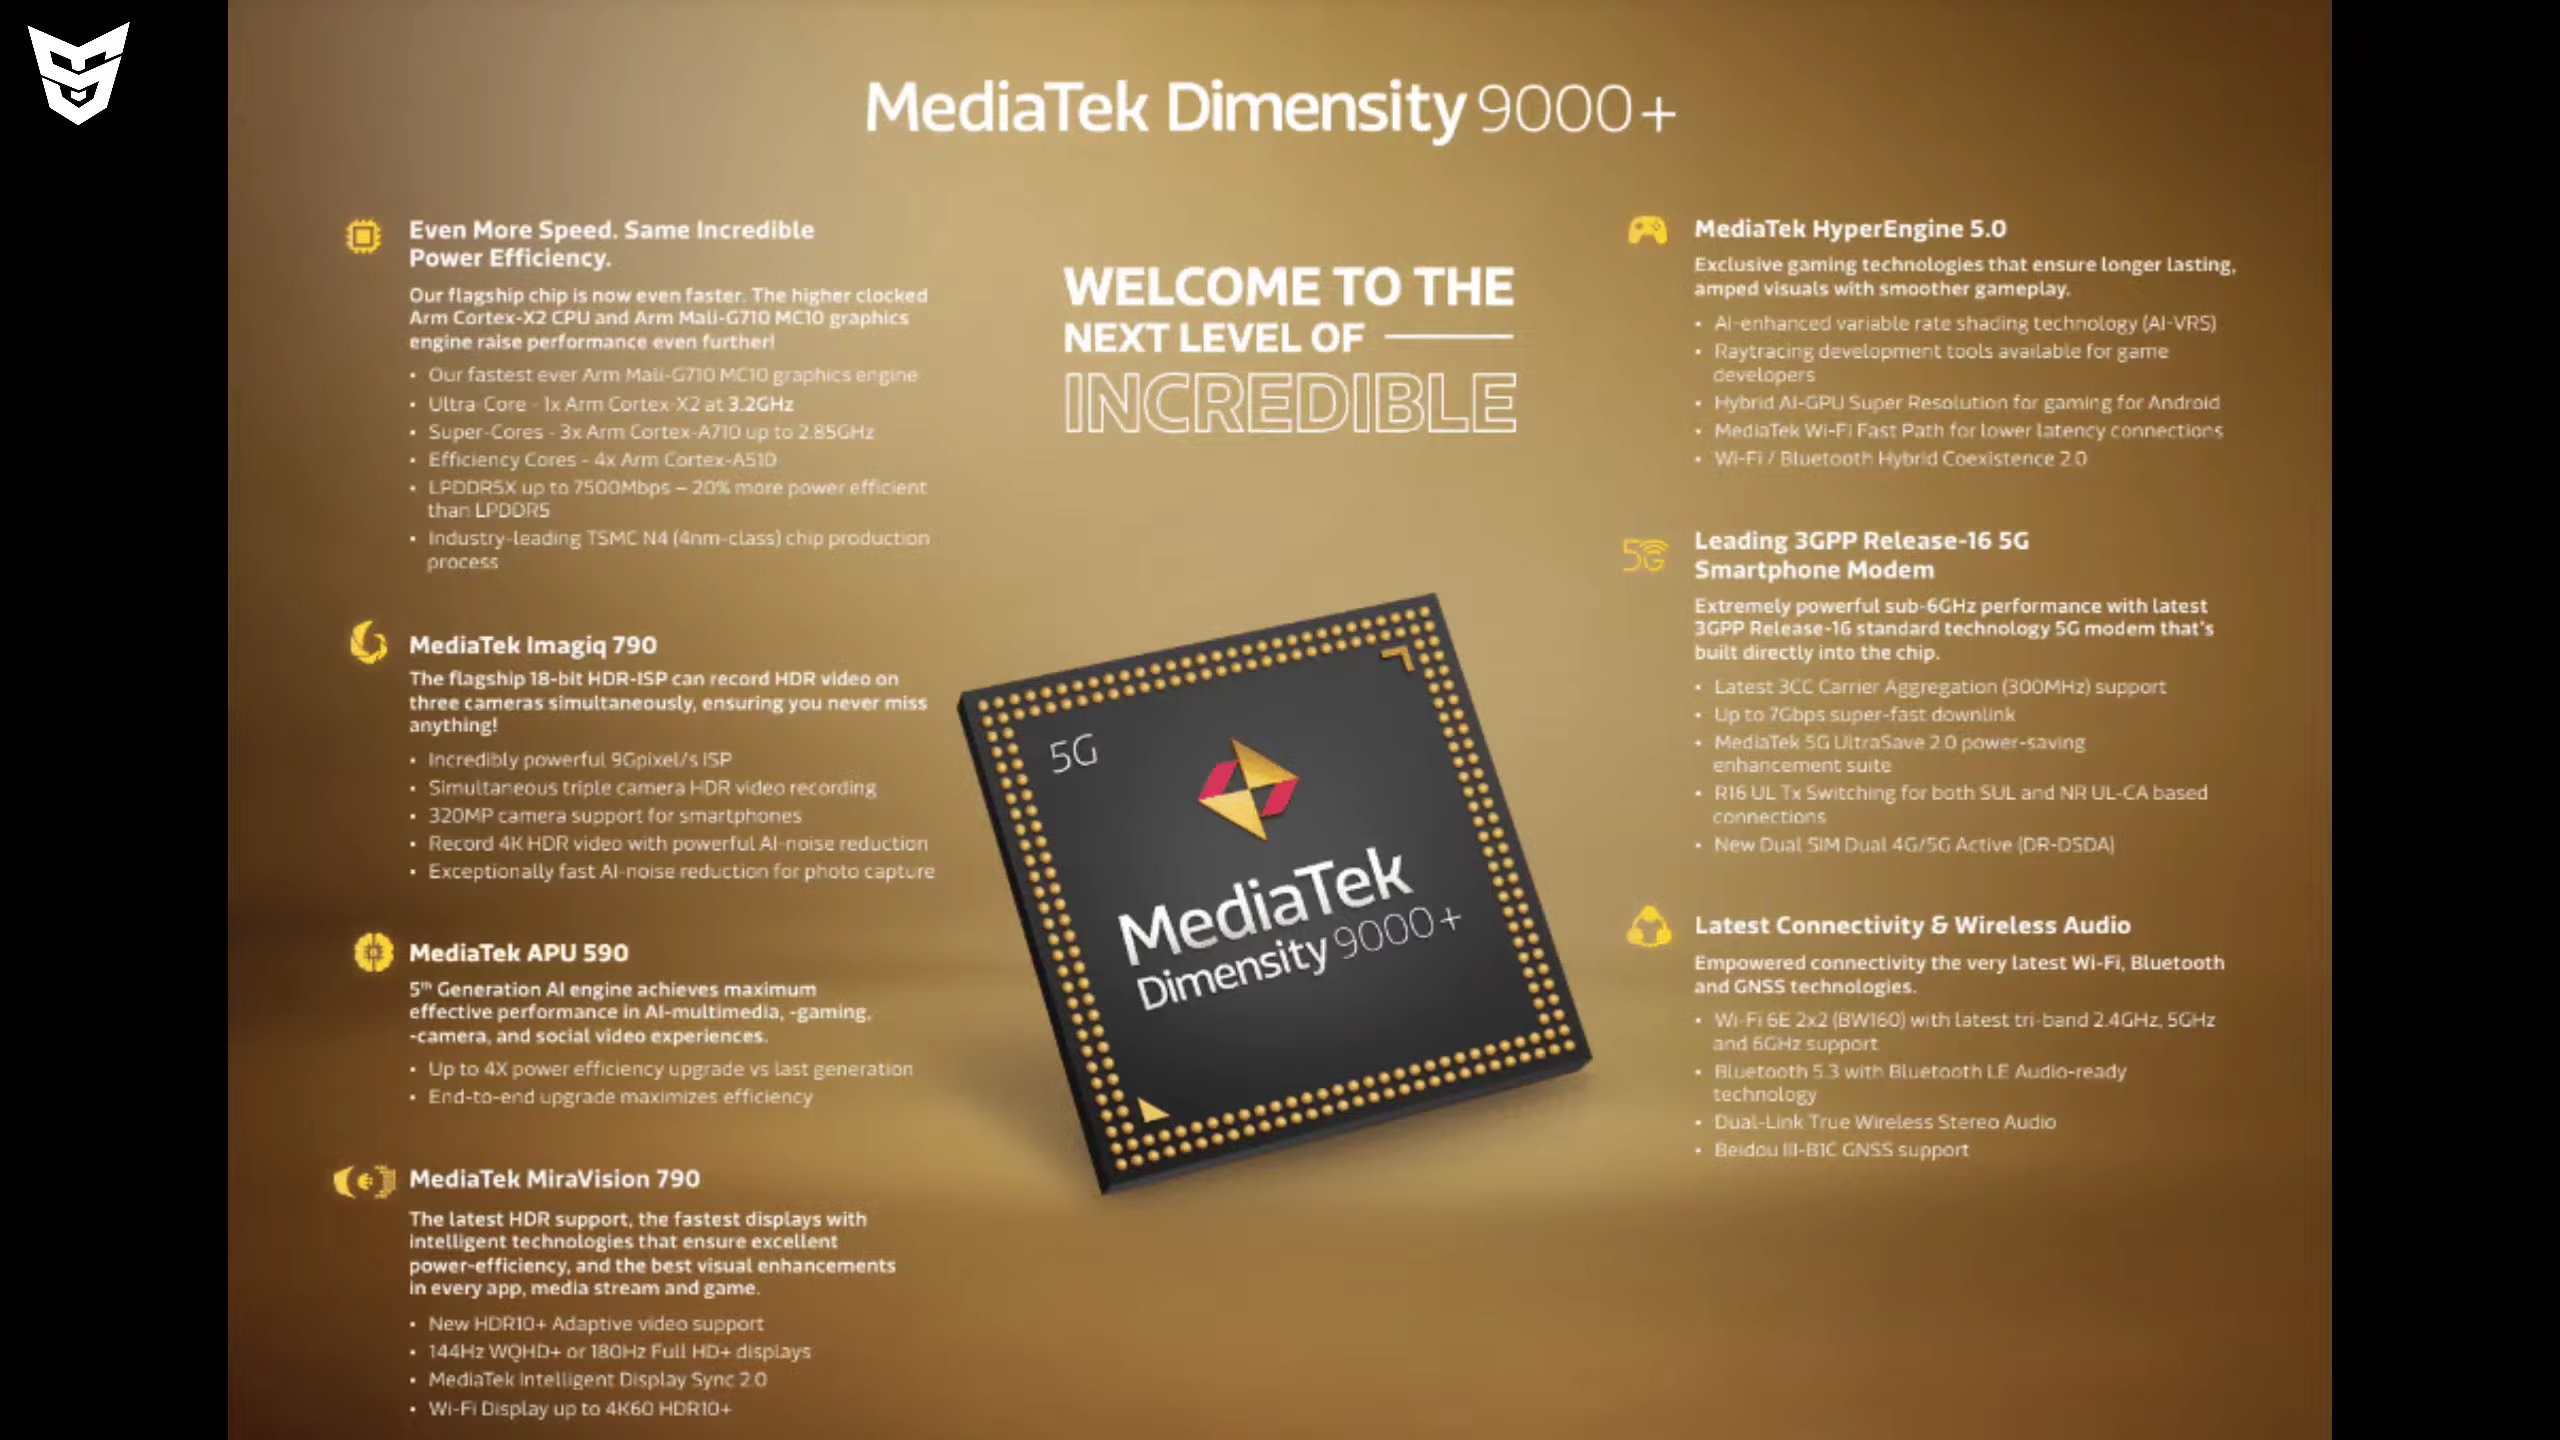 MediaTek Dimensity 9000+
Even More Speed. Same Incredible
Power Efficiency.
Our flagship chip is now even faster. The higher clocked
Arm Cortex-X2 CPU and Arm Mali-G710 MC10 graphics
engine raise performance even further!
• Our fastest ever Arm Mali-G710 MC10 graphics engine
• Ultra-Core - 1x Arm Cortex-X2 at 3.2GHz
• Super-Cores - 3x Arm Cortex-A710 up to 2.85GHz
• Efficiency Cores - 4x Arm Cortex-A510
• LPDDR5X up to 7500Mbps – 20% more power efficient
than LPDDR5
• Industry-leading TSMC N4 (4nm-class) chip production
process
MediaTek Imagiq 790
The flagship 18-bit HDR-ISP can record HDR video on
three cameras simultaneously, ensuring you never miss
anything!
• Incredibly powerful 9Gpixel/s ISP
• Simultaneous triple camera HDR video recording
• 320MP camera support for smartphones
• Record 4K HDR video with powerful AI-noise reduction
• Exceptionally fast AI-noise reduction for photo capture
MediaTek APU 590
5th Generation AI engine achieves maximum
effective performance in AI-multimedia, -gaming,
-camera, and social video experiences.
• Up to 4X power efficiency upgrade vs last generation
• End-to-end upgrade maximizes efficiency
MediaTek MiraVision 790
The latest HDR support, the fastest displays with
intelligent technologies that ensure excellent
power-efficiency, and the best visual enhancements
in every app, media stream and game.
• New HDR10+ Adaptive video support
• 144Hz WQHD+ or 180Hz Full HD+ displays
• MediaTek Intelligent Display Sync 2.0
• Wi-Fi Display up to 4K60 HDR10+
WELCOME TO THE
NEXT LEVEL OF
INCREDIBLE
5G
MediaTek
Dimensity 9000+
MediaTek HyperEngine 5.0
Exclusive gaming technologies that ensure longer lasting,
amped visuals with smoother gameplay.
• AI-enhanced variable rate shading technology (AI-VRS)
• Raytracing development tools available for game
developers
• Hybrid AI-GPU Super Resolution for gaming for Android
• MediaTek Wi-Fi Fast Path for lower latency connections
• Wi-Fi / Bluetooth Hybrid Coexistence 2.0
5G
Leading 3GPP Release-16 5G
Smartphone Modem
Extremely powerful sub-6GHz performance with latest
3GPP Release-16 standard technology 5G modem that's
built directly into the chip.
• Latest 3CC Carrier Aggregation (300MHz) support
• Up to 7Gbps super-fast downlink
• MediaTek 5G UltraSave 2.0 power-saving
enhancement suite
• R16 UL Tx Switching for both SUL and NR UL-CA based
connections
• New Dual SIM Dual 4G/5G Active (DR-DSDA)
Latest Connectivity & Wireless Audio
Empowered connectivity the very latest Wi-Fi, Bluetooth
and GNSS technologies.
• Wi-Fi 6E 2x2 (BW160) with latest tri-band 2.4GHz, 5GHz
and 6GHz support
• Bluetooth 5.3 with Bluetooth LE Audio-ready
technology
• Dual-Link True Wireless Stereo Audio
• Beidou III-B1C GNSS support